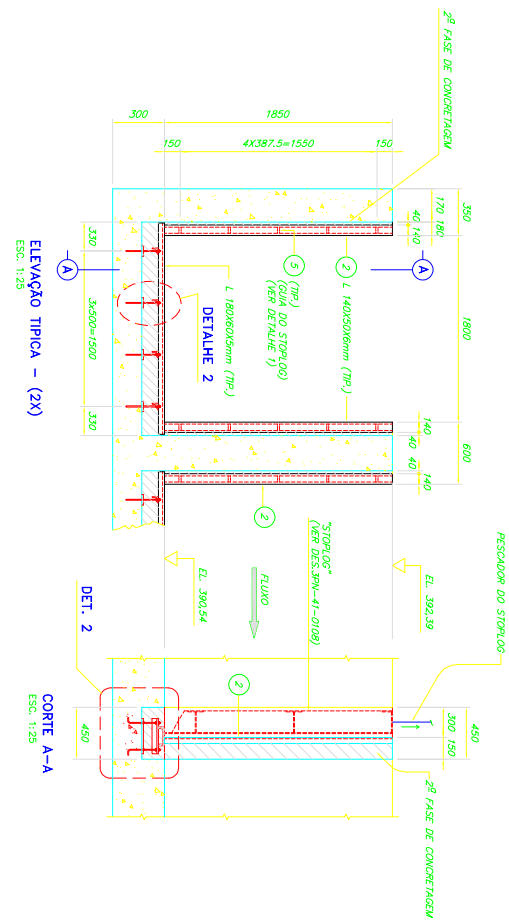 2ª FASE DE CONCRETAGEM
300
1850
150
4X387.5=1550
150
350
170
180
40
110
1800
600
140
40
40
140
330
3x500=1500
330
A
A
5
(TIP.)
(GUIA DO STOPLOG)
(VER DETALHE 1)
2
L 140X50X6mm (TIP.)
L 180X60X5mm (TIP.)
DETALHE 2
ELEVAÇÃO TIPICA - (2X)
ESC. 1:25
2
"STOPLOG"
(VER DES.3PN-41-0108)
FLUXO
EL. 390,54
EL. 392,39
PESCADOR DO STOPLOG
DET. 2
2
450
300
150
450
2ª FASE DE CONCRETAGEM
CORTE A-A
ESC. 1:25